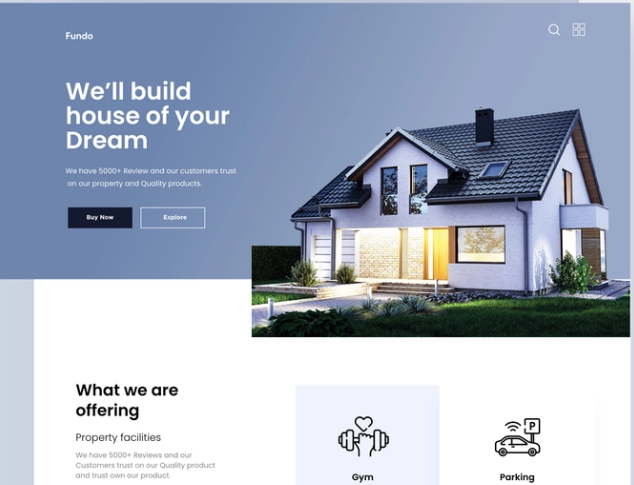 Fundo
We’ll build
house of your
Dream
We have 5000+ Review and our customers trust
on our property and Quality products.
Buy Now
Explore
What we are
offering
Property facilities
We have 5000+ Reviews and our
Customers trust on our Quality product
and trust own our product.
P
Gym
Parking